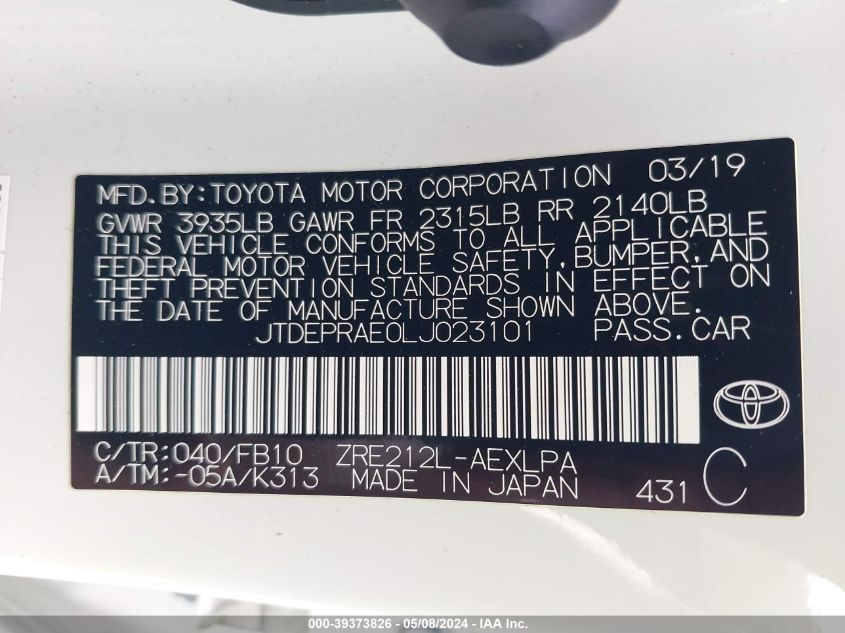 MFD.BY:TOYOTA MOTOR CORPORATION 03/19
GVWR 3935LB GAWR FR 2315LB RR 2140LB
THIS VEHICLE CONFORMS TO ALL APPLICABLE
FEDERAL MOTOR VEHICLE SAFETY,BUMPER,AND
THEFT PREVENTION STANDARDS IN EFFECT ON
THE DATE OF MANUFACTURE SHOWN ABOVE.
JTDEPRAE0LJ023101 PASS.CAR
C/TR:040/FB10 ZRE212L-AEXLPA
A/TM:-05A/K313 MADE IN JAPAN 431 C
000-39373826 - 05/08/2024 - IAA Inc.